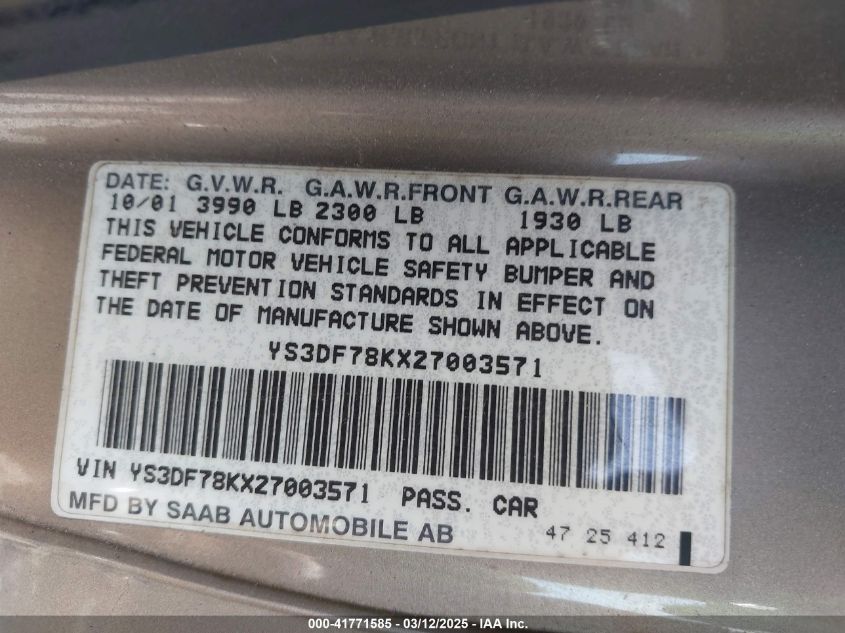 DATE: G.V.W.R. G.A.W.R.FRONT G.A.W.R.REAR
10/01 3990 LB 2300 LB 1930 LB
THIS VEHICLE CONFORMS TO ALL APPLICABLE
FEDERAL MOTOR VEHICLE SAFETY BUMPER AND
THEFT PREVENTION STANDARDS IN EFFECT ON
THE DATE OF MANUFACTURE SHOWN ABOVE.
YS3DF78KX27003571
VIN YS3DF78KX27003571 PASS. CAR
MFD BY SAAB AUTOMOBILE AB 47 25 412
000-41771585 - 03/12/2025 - IAA Inc.